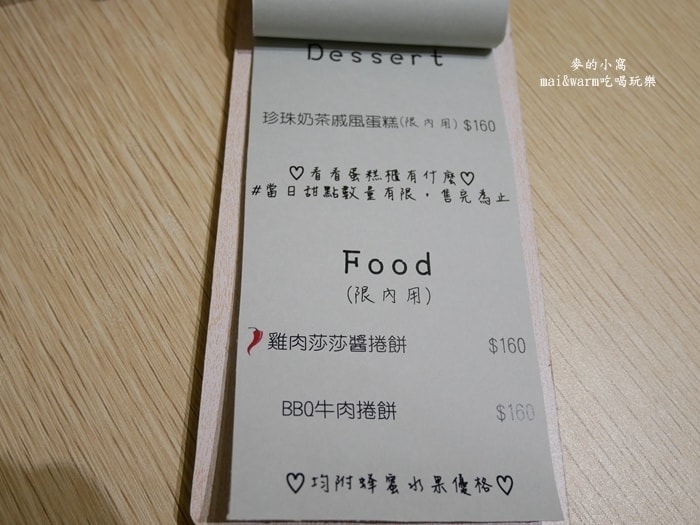 Dessert
麥的小窩
mai&warm吃喝玩樂
珍珠奶茶戚風蛋糕(限內用) $160
♡看看蛋糕櫃有什麼♡
#當日甜點數量有限,售完為止
Food
(限內用)
雞肉莎莎醬捲餅 $160
BBQ牛肉捲餅 $160
♡均附蜂蜜水果優格♡